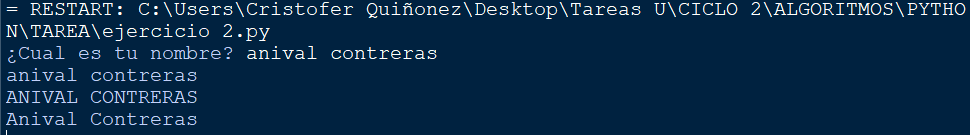 = RESTART: C:\Users\Cristofer Quiñonez\Desktop\Tareas U\CICLO 2\ALGORITMOS\PYTHO
N\TAREA\ejercicio 2.py
¿Cual es tu nombre? anival contreras
anival contreras
ANIVAL CONTRERAS
Anival Contreras